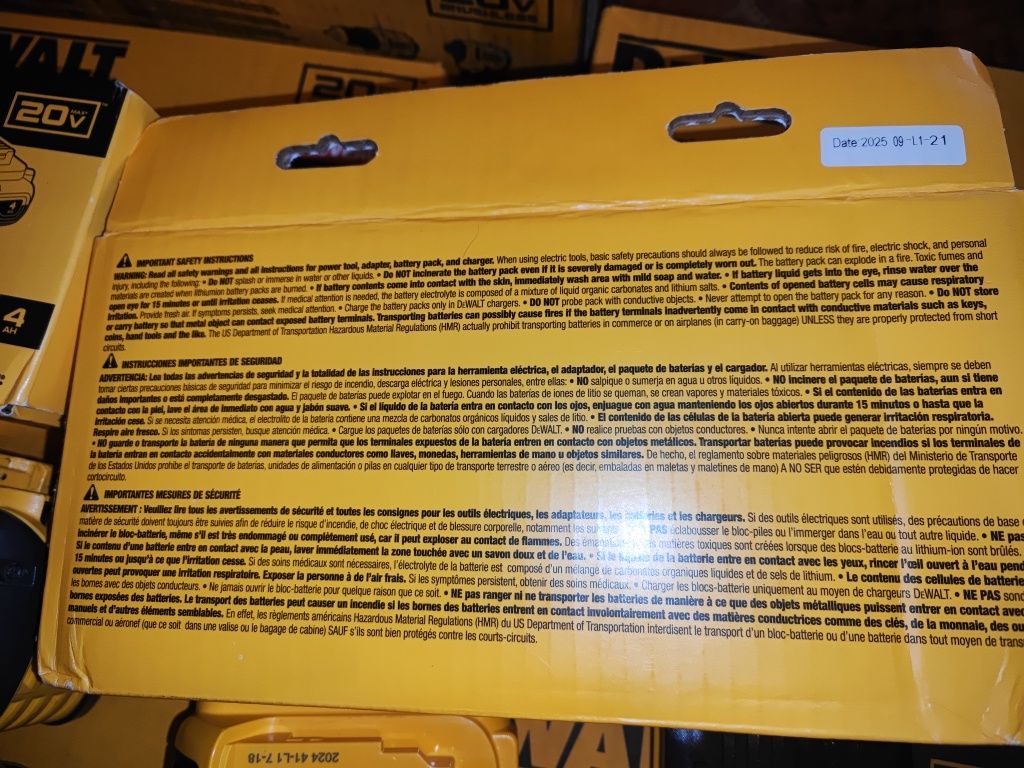 20V
BRUSHLESS
WALT
20V
MAX*
20V
4
AH
Date 2025 09-L1-21
IMPORTANT SAFETY INSTRUCTIONS
WARNING: Read all safety warnings and all instructions for power tool, adapter, battery pack, and charger. When using electric tools, basic safety precautions should always be followed to reduce risk of fire, electric shock, and personal
injury, including the following: • Do NOT splash or immerse in water or other liquids. • Do NOT incinerate the battery pack even if it is severely damaged or is completely worn out. The battery pack can explode in a fire. Toxic fumes and
materials are created when lithium battery packs are burned. • If battery contents come into contact with the skin, immediately wash area with mild soap and water. • If battery liquid gets into the eye, rinse water over the
open eye for 15 minutes or until irritation ceases. If medical attention is needed, the battery electrolyte is composed of a mixture of liquid organic carbonates and lithium salts. • Contents of opened battery cells may cause respiratory
irritation. Provide fresh air. If symptoms persist, seek medical attention. • Charge the battery packs only in DEWALT chargers. • DO NOT probe pack with conductive objects. • Never attempt to open the battery pack for any reason. • DO NOT store
or carry battery so that metal object can contact exposed battery terminals. Transporting batteries can possibly cause fires if the battery terminals inadvertently come in contact with conductive materials such as keys,
coins, hand tools and the like. The US Department of Transportation Hazardous Material Regulations (HMR) actually prohibit transporting batteries in commerce or on airplanes (in carry-on baggage) UNLESS they are properly protected from short
circuits.
INSTRUCCIONES IMPORTANTES DE SEGURIDAD
ADVERTENCIA: Lea todas las advertencias de seguridad y la totalidad de las instrucciones para la herramienta eléctrica, el adaptador, el paquete de baterías y el cargador. Al utilizar herramientas eléctricas, siempre se deben
tomar ciertas precauciones básicas de seguridad para minimizar el riesgo de incendio, descarga eléctrica y lesiones personales, entre ellas: • NO salpique o sumerja en agua u otros líquidos. • NO incinere el paquete de baterías, aun si tiene
daños importantes o está completamente desgastado. El paquete de baterías puede explotar en el fuego. Cuando las baterías de iones de litio se queman, se crean vapores y materiales tóxicos. • Si el contenido de las baterías entra en
contacto con la piel, lave el área de inmediato con agua y jabón suave. • Si el líquido de la batería entra en contacto con los ojos, enjuague con agua manteniendo los ojos abiertos durante 15 minutos o hasta que la
irritación cese. Si se necesita atención médica, el electrolito de la batería contiene una mezcla de carbonatos orgánicos líquidos y sales de litio. • El contenido de las células de la batería abierta puede generar irritación respiratoria.
Respire aire fresco. Si los síntomas persisten, busque atención médica. • Cargue los paquetes de baterías sólo con cargadores DEWALT. • NO realice pruebas con objetos conductores. • Nunca intente abrir el paquete de baterías por ningún motivo.
• NO guarde o transporte la batería de ninguna manera que permita que los terminales expuestos de la batería entren en contacto con objetos metálicos. Transportar baterías puede provocar incendios si los terminales de
la batería entran en contacto accidentalmente con materiales conductores como llaves, monedas, herramientas de mano u objetos similares. De hecho, el reglamento sobre materiales peligrosos (HMR) del Ministerio de Transporte
de los Estados Unidos prohíbe el transporte de baterías, unidades de alimentación o pilas en cualquier tipo de transporte terrestre o aéreo (es decir, embaladas en maletas y maletines de mano) A NO SER que estén debidamente protegidas de hacer
cortocircuito.
IMPORTANTES MESURES DE SÉCURITÉ
AVERTISSEMENT : Veuillez lire tous les avertissements de sécurité et toutes les consignes pour les outils électriques, les adaptateurs, les batteries et les chargeurs. Si des outils électriques sont utilisés, des précautions de base
matière de sécurité doivent toujours être suivies afin de réduire le risque d'incendie, de choc électrique et de blessure corporelle, notamment les PAS éclabousser le bloc-piles ou l'immerger dans l'eau ou tout autre liquide. • NE pas
incinérer le bloc-batterie, même s'il est très endommagé ou complètement usé, car il peut exploser au contact de flammes. Des matières toxiques sont créées lorsque des blocs-batterie au lithium-ion sont brûlés.
Si le contenu d'une batterie entre en contact avec la peau, laver immédiatement la zone touchée avec un savon doux et de l'eau. • Si le liquide de la batterie entre en contact avec les yeux, rincer l'œil ouvert à l'eau
15 minutes ou jusqu'à ce que l'irritation cesse. Si des soins médicaux sont nécessaires, l'électrolyte de la batterie est composé d'un mélange de carbonates organiques liquides et de sels de lithium. • Le contenu des cellules de
ouvertes peut provoquer une irritation respiratoire. Exposer la personne à de l'air frais. Si les symptômes persistent, obtenir des soins médicaux. • Charger les blocs-batterie uniquement au moyen de chargeurs DEWALT. • NE PAS
les bornes avec des objets conducteurs. • Ne jamais ouvrir le bloc-batterie pour quelque raison que ce soit. • NE PAS ranger ni ne transporter les batteries de manière à ce que des objets métalliques puissent entrer en contact avec
bornes exposées des batteries. Le transport des batteries peut causer un incendie si les bornes des batteries entrent en contact involontairement avec des matières conductrices comme des clés, de la monnaie, des
manuels et d'autres éléments semblables. En effet, les règlements américains Hazardous Material Regulations (HMR) du US Department of Transportation interdisent le transport d'un bloc-batterie ou d'une batterie dans tout moyen de
commercial ou aéronef (que ce soit dans une valise ou le bagage de cabine) SAUF s'ils sont bien protégés contre les courts-circuits.
2024 41-L1 7-18
WA